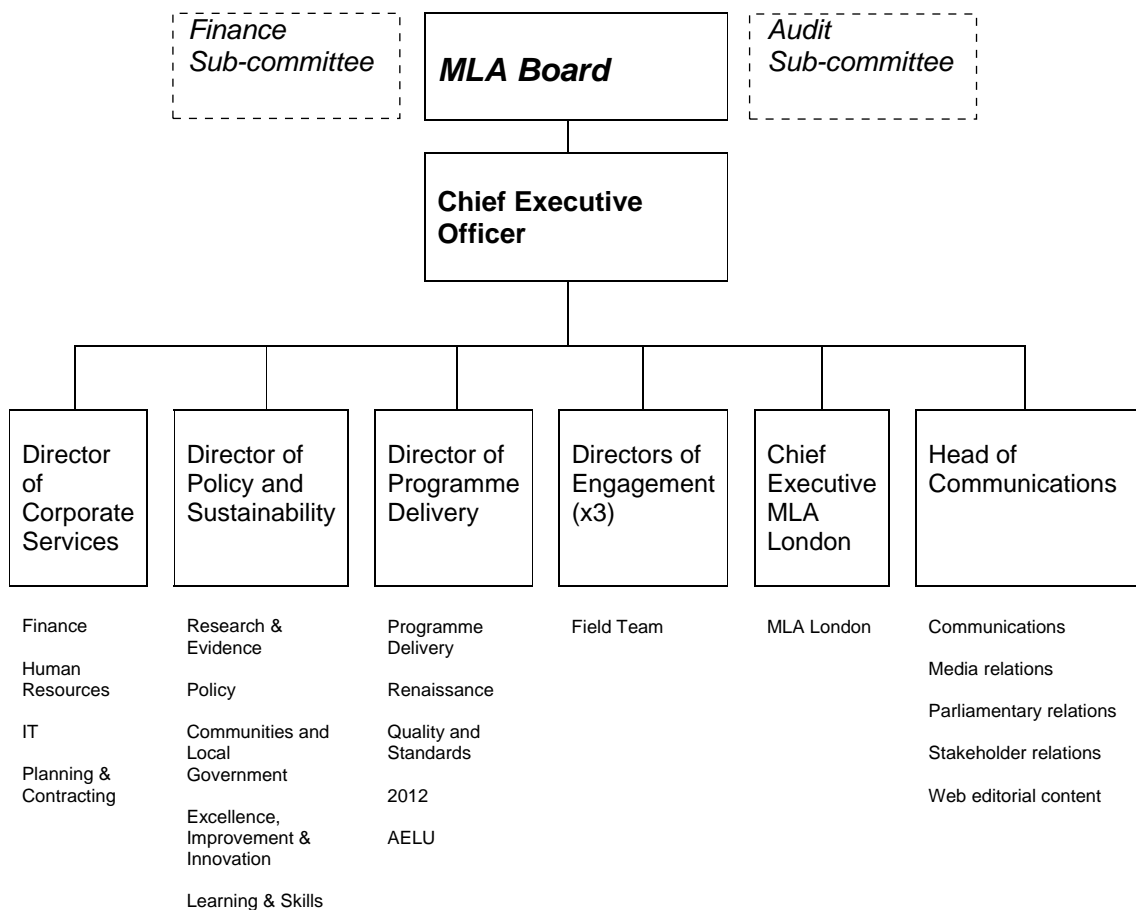 Finance
Sub-committee
MLA Board
Audit
Sub-committee
Chief Executive
Officer
Director
of
Corporate
Services
Director of
Policy and
Sustainability
Director of
Programme
Delivery
Directors of
Engagement
(x3)
Chief
Executive
MLA
London
Head of
Communications
Finance
Human
Resources
IT
Planning &
Contracting
Research &
Evidence
Policy
Communities and
Local
Government
Excellence,
Improvement &
Innovation
Learning & Skills
Programme
Delivery
Renaissance
Quality and
Standards
2012
AELU
Field Team
MLA London
Communications
Media relations
Parliamentary relations
Stakeholder relations
Web editorial content